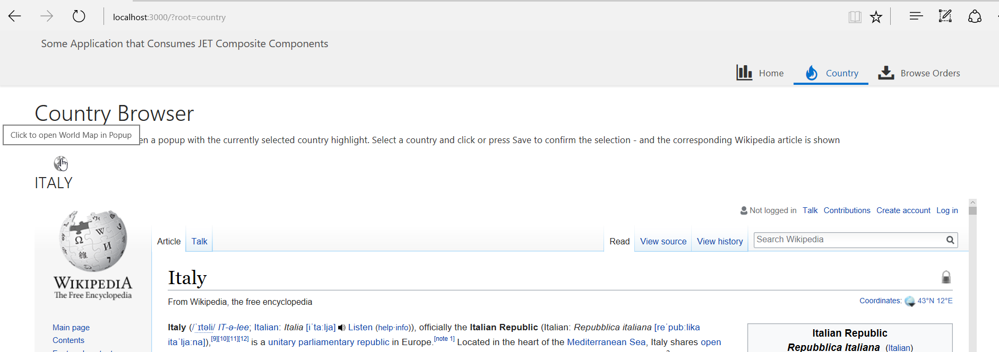 localhost:3000/?root=country
Some Application that Consumes JET Composite Components
Home Country Browse Orders
Country Browser
Click to open World Map in Popup
en a popup with the currently selected country highlight. Select a country and click or press Save to confirm the selection - and the corresponding Wikipedia article is shown
ITALY
Not logged in Talk Contributions Create account Log in
Article Talk Read View source View history Search Wikipedia
Ω W И 維 7
WIKIPEDIA
The Free Encyclopedia
Italy
From Wikipedia, the free encyclopedia
Coordinates: 43°N 12°E
Main page
Contents
Italy (/ˈɪtəli/ IT-ə-lee; Italian: Italia [iˈtaːlja] Listen (help·info)), officially the Italian Republic (Italian: Repubblica italiana [reˈpubːlika
itaˈljaːna]),[9][10][11][12] is a unitary parliamentary republic in Europe.[note 1] Located in the heart of the Mediterranean Sea, Italy shares open
Italian Republic
Repubblica Italiana (Italian)